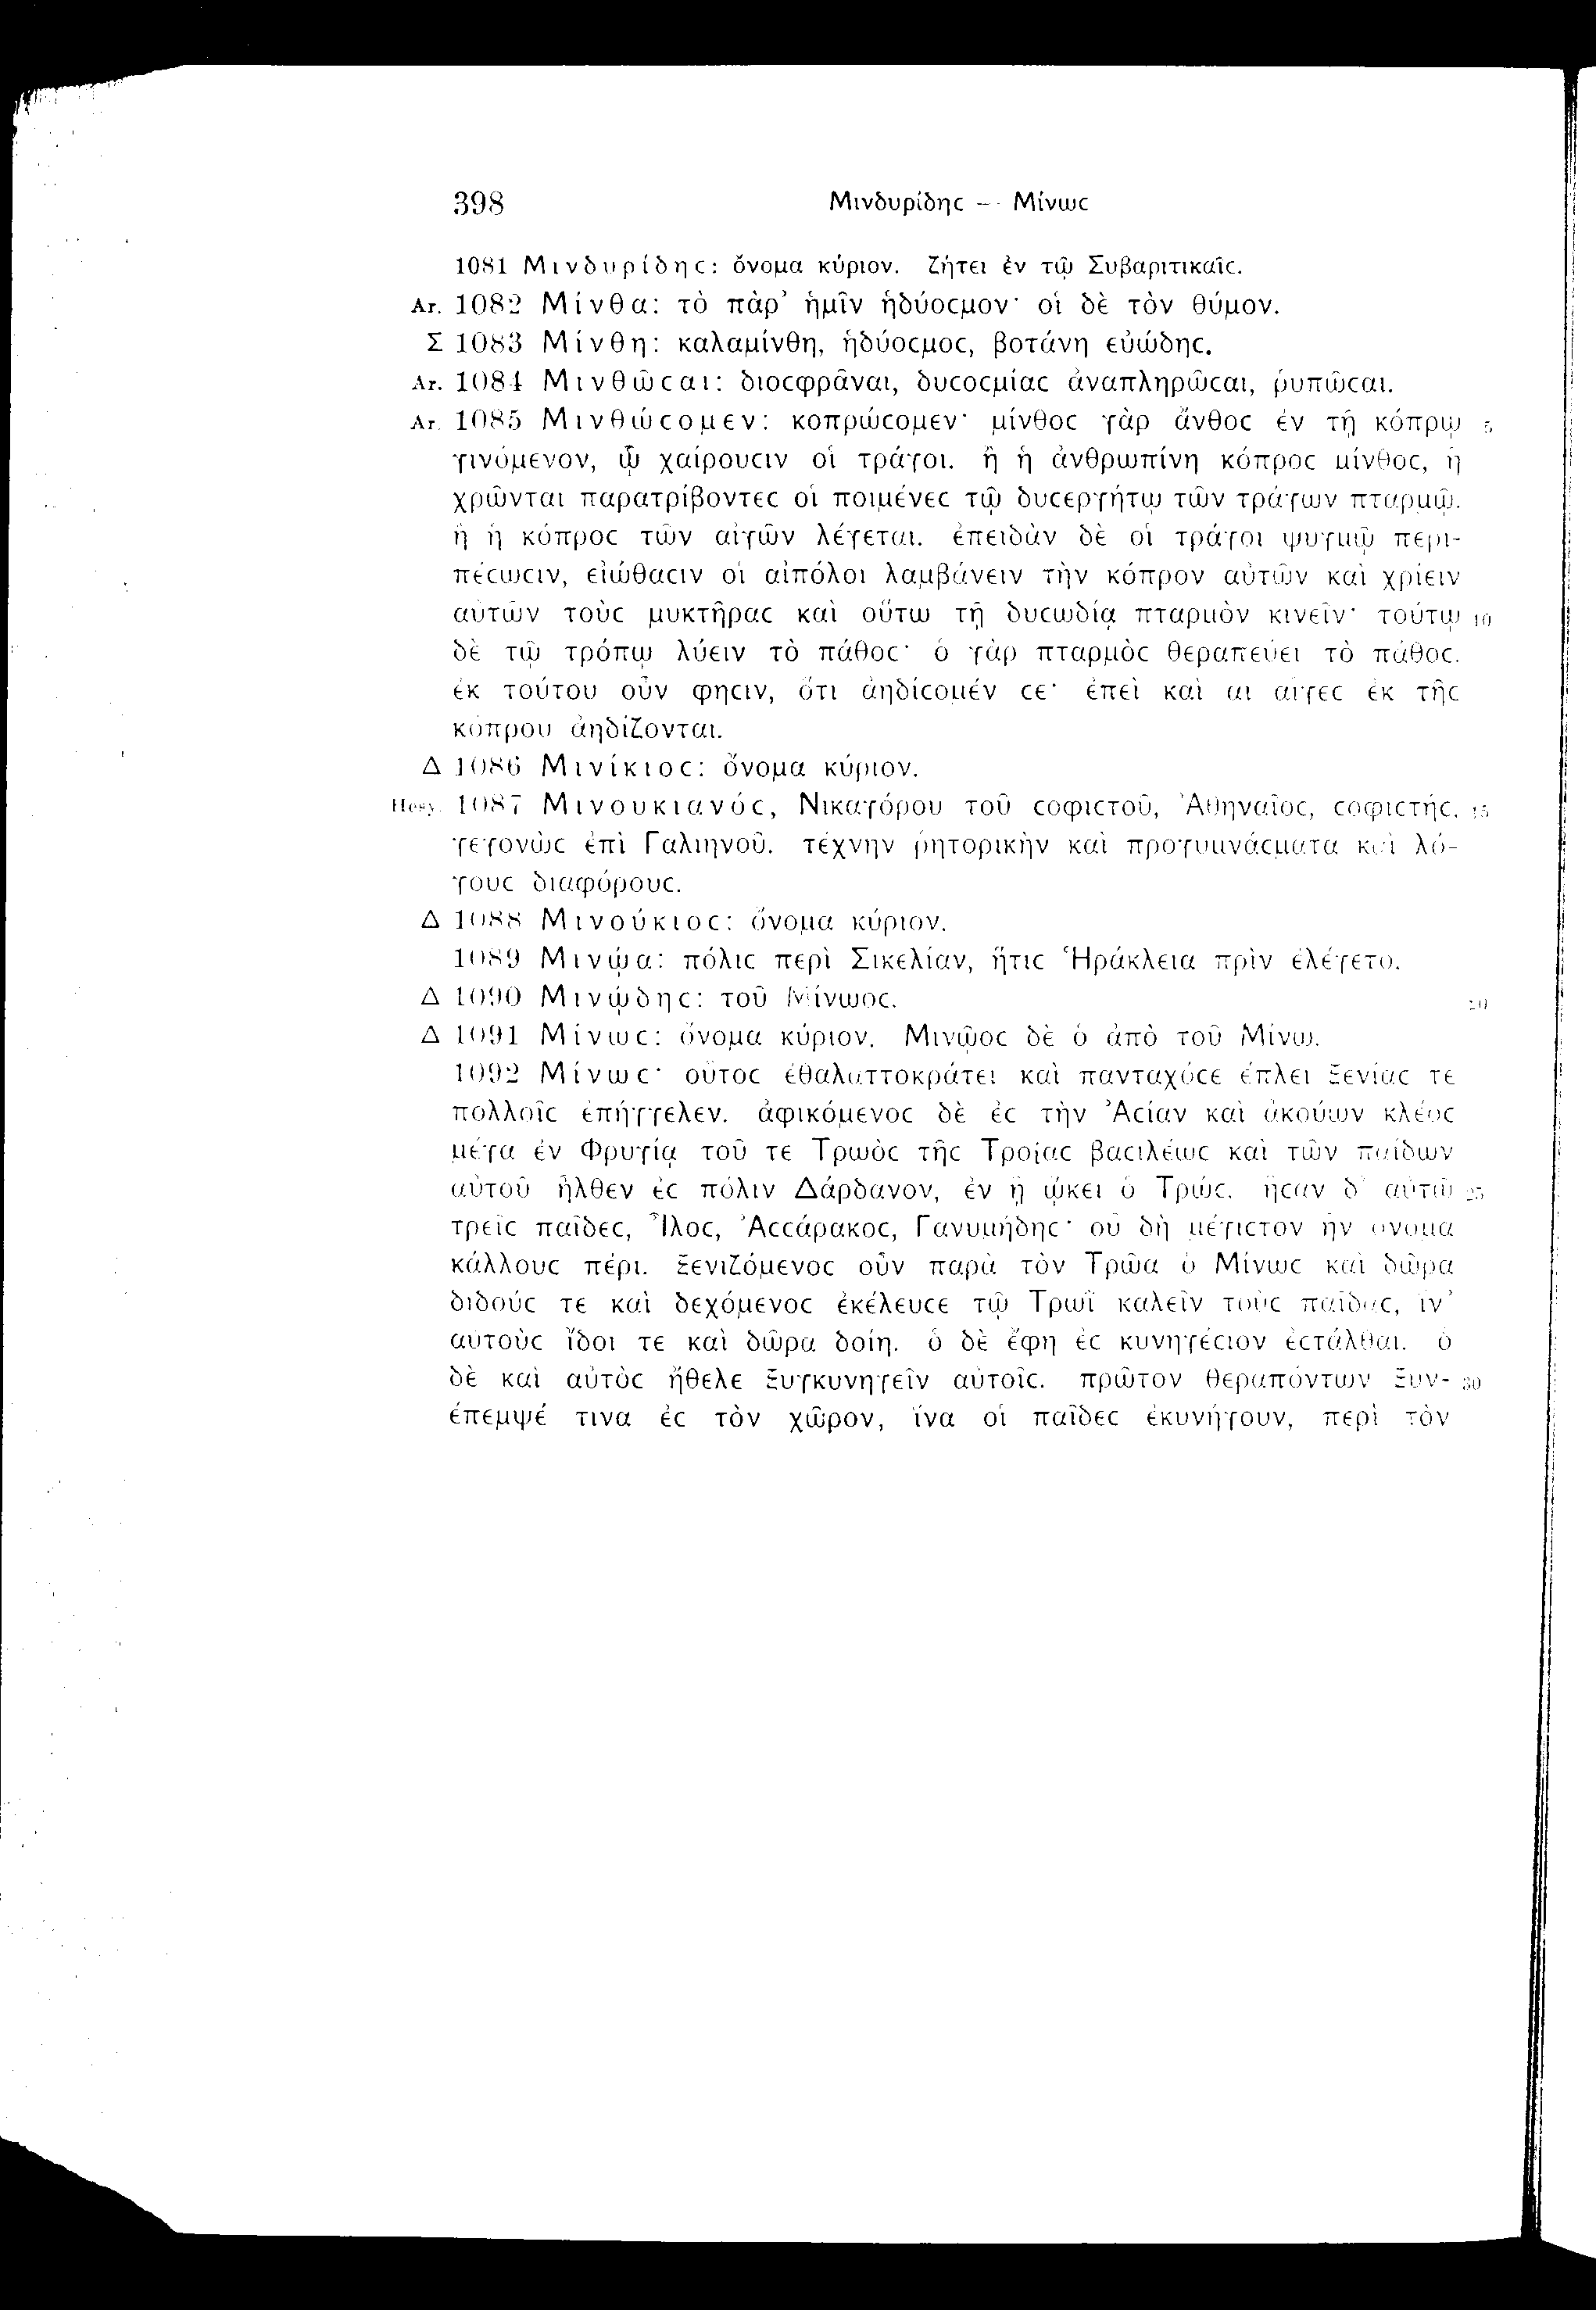 398 Μινδυρίδηϲ — Μίνωϲ
1081 Μινδυρίδηϲ: ὄνομα κύριον. ζήτει ἐν τῷ Συβαριτικαῖϲ.
Ar. 1082 Μίνθα: τὸ πὰρ’ ἡμῖν ἡδύοϲμον· οἱ δὲ τὸν θύμον.
Σ 1083 Μίνθη: καλαμίνθη, ἡδύοϲμοϲ, βοτάνη εὐώδηϲ.
Ar. 1084 Μινθῶϲαι: διοϲφρᾶναι, δυϲοϲμίαϲ ἀναπληρῶϲαι, ῥυπῶϲαι.
Ar. 1085 Μινθώϲομεν: κοπρώϲομεν· μίνθοϲ γὰρ ἄνθοϲ ἐν τῇ κόπρῳ 5
γινόμενον, ᾧ χαίρουϲιν οἱ τράγοι. ἢ ἡ ἀνθρωπίνη κόπροϲ μίνθοϲ, ᾗ
χρῶνται παρατρίβοντεϲ οἱ ποιμένεϲ τῷ δυϲεργήτῳ τῶν τράγων πταρμῷ.
ἢ ἡ κόπροϲ τῶν αἰγῶν λέγεται. ἐπειδὰν δὲ οἱ τράγοι ψυγμῷ περι-
πέϲωϲιν, εἰώθαϲιν οἱ αἰπόλοι λαμβάνειν τὴν κόπρον αὐτῶν καὶ χρίειν
αὐτῶν τοὺϲ μυκτῆραϲ καὶ οὕτω τῇ δυϲωδίᾳ πταρμὸν κινεῖν· τούτῳ 10
δὲ τῷ τρόπῳ λύειν τὸ πάθοϲ· ὁ γὰρ πταρμὸϲ θεραπεύει τὸ πάθοϲ.
ἐκ τούτου οὖν φηϲιν, ὅτι ἀηδίϲομέν ϲε· ἐπεὶ καὶ αἱ αἶγεϲ ἐκ τῆϲ
κόπρου ἀηδίζονται.
Δ 1086 Μινίκιοϲ: ὄνομα κύριον.
Hesy. 1087 Μινουκιανόϲ, Νικαγόρου τοῦ ϲοφιϲτοῦ, Ἀθηναῖοϲ, ϲοφιϲτήϲ, 15
γεγονὼϲ ἐπὶ Γαλιηνοῦ. τέχνην ῥητορικὴν καὶ προγυμνάϲματα καὶ λό-
γουϲ διαφόρουϲ.
Δ 1088 Μινούκιοϲ: ὄνομα κύριον.
1089 Μινῴα: πόλιϲ περὶ Σικελίαν, ἥτιϲ Ἡράκλεια πρὶν ἐλέγετο.
Δ 1090 Μινῴδηϲ: τοῦ Μίνωοϲ. 20
Δ 1091 Μίνωϲ: ὄνομα κύριον. Μινῷοϲ δὲ ὁ ἀπὸ τοῦ Μίνω.
1092 Μίνωϲ· οὗτοϲ ἐθαλαττοκράτει καὶ πανταχόϲε ἔπλει ξενίαϲ τε
πολλοῖϲ ἐπήγγελεν. ἀφικόμενοϲ δὲ ἐϲ τὴν Ἀϲίαν καὶ ἀκούων κλέοϲ
μέγα ἐν Φρυγίᾳ τοῦ τε Τρωὸϲ τῆϲ Τροίαϲ βαϲιλέωϲ καὶ τῶν παίδων
αὐτοῦ ἦλθεν ἐϲ πόλιν Δάρδανον, ἐν ᾗ ᾤκει ὁ Τρώϲ. ἦϲαν δ’ αὐτῷ 25
τρεῖϲ παῖδεϲ, Ἶλοϲ, Ἀϲϲάρακοϲ, Γανυμήδηϲ· οὗ δὴ μέγιϲτον ἦν ὄνομα
κάλλουϲ πέρι. ξενιζόμενοϲ οὖν παρὰ τὸν Τρῶα ὁ Μίνωϲ καὶ δῶρα
διδούϲ τε καὶ δεχόμενοϲ ἐκέλευϲε τῷ Τρωῒ καλεῖν τοὺϲ παῖδαϲ, ἵν’
αὐτοὺϲ ἴδοι τε καὶ δῶρα δοίη. ὁ δὲ ἔφη ἐϲ κυνηγέϲιον ἐϲτάλθαι. ὁ
δὲ καὶ αὐτὸϲ ἤθελε ξυγκυνηγεῖν αὐτοῖϲ. πρῶτον θεραπόντων ξυν- 30
έπεμψέ τινα ἐϲ τὸν χῶρον, ἵνα οἱ παῖδεϲ ἐκυνήγουν, περὶ τὸν